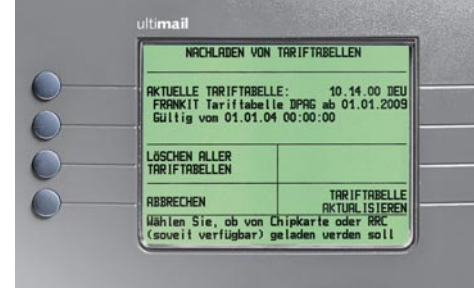 ultimail
NACHLADEN VON TARIFTABELLEN
AKTUELLE TARIFTABELLE: 10.14.00 DEU
FRANKIT Tariftabelle DPAG ab 01.01.2009
Gültig von 01.01.04 00:00:00
LÖSCHEN ALLER
TARIFTABELLEN
ABBRECHEN
TARIFTABELLE
AKTUALISIEREN
Wählen Sie, ob von Chipkarte oder RRC
(soweit verfügbar) geladen werden soll